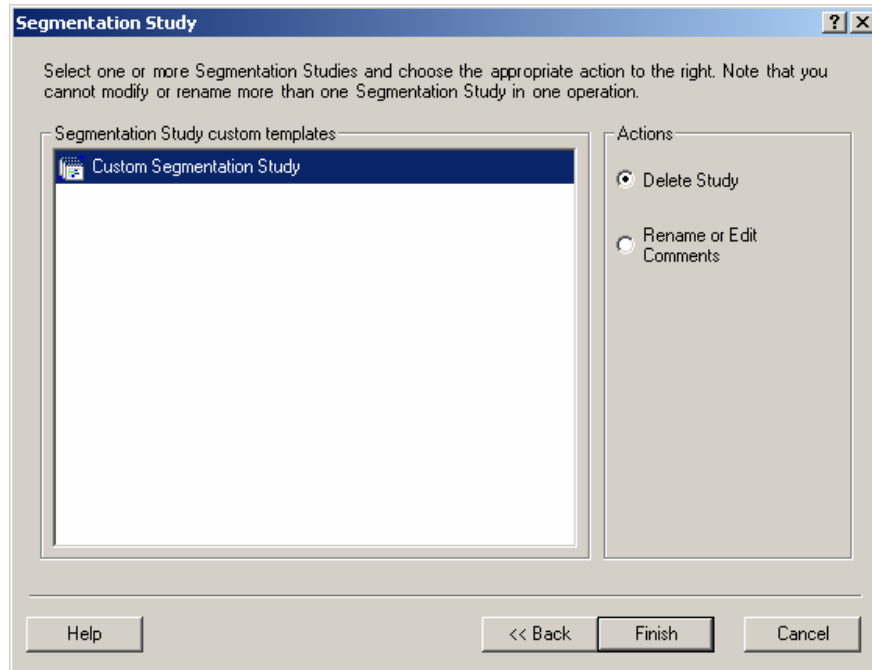 Segmentation Study
Select one or more Segmentation Studies and choose the appropriate action to the right. Note that you
cannot modify or rename more than one Segmentation Study in one operation.
Segmentation Study custom templates
Custom Segmentation Study
Actions
Delete Study
Rename or Edit
Comments
Help
<< Back
Finish
Cancel